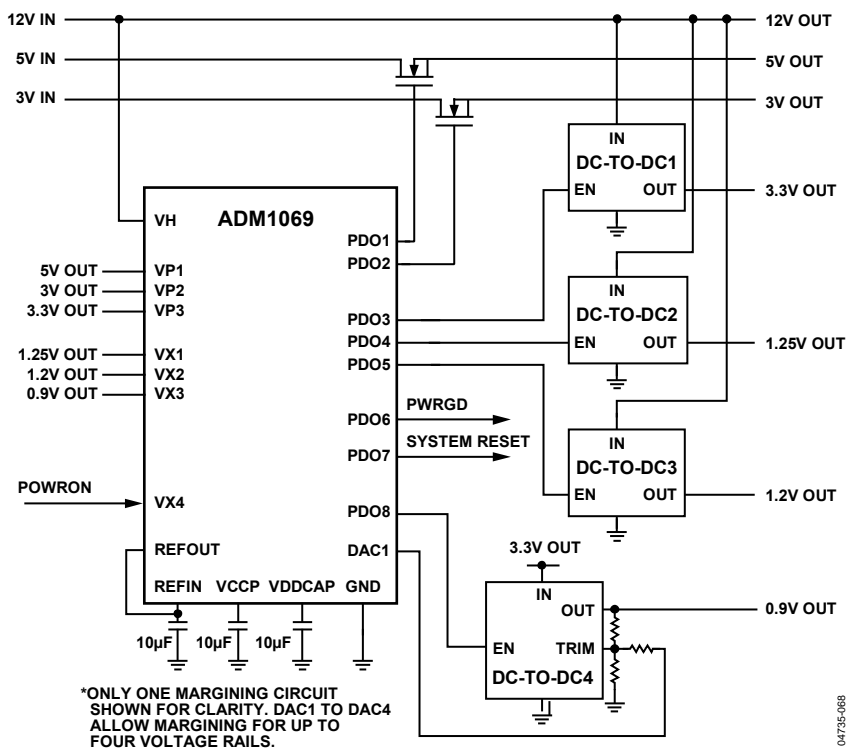 12V IN
12V OUT
5V IN
5V OUT
3V IN
3V OUT
IN
DC-TO-DC1
EN OUT
3.3V OUT
ADM1069
VH
PDO1
PDO2
5V OUT VP1
3V OUT VP2
3.3V OUT VP3
PDO3
PDO4
PDO5
IN
DC-TO-DC2
EN OUT
1.25V OUT
1.25V OUT VX1
1.2V OUT VX2
0.9V OUT VX3
PDO6 PWRGD
PDO7 SYSTEM RESET
IN
DC-TO-DC3
EN OUT
1.2V OUT
POWRON
VX4
PDO8
REFOUT
DAC1
REFIN VCCP VDDCAP GND
10µF 10µF 10µF
3.3V OUT
IN
OUT
0.9V OUT
EN TRIM
DC-TO-DC4
*ONLY ONE MARGINING CIRCUIT
SHOWN FOR CLARITY. DAC1 TO DAC4
ALLOW MARGINING FOR UP TO
FOUR VOLTAGE RAILS.
04735-068